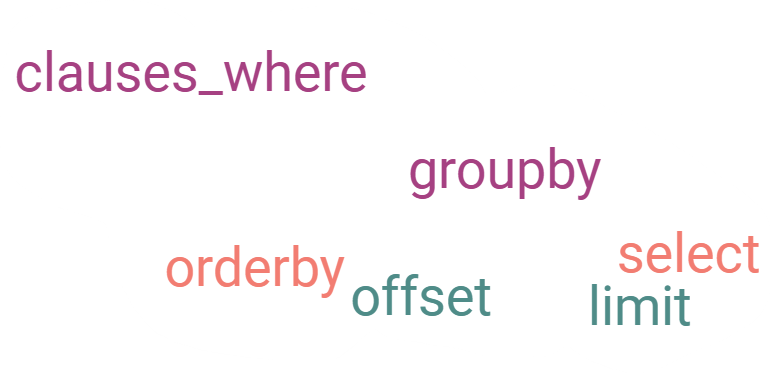 clauses_where
groupby
select
orderby
offset
limit